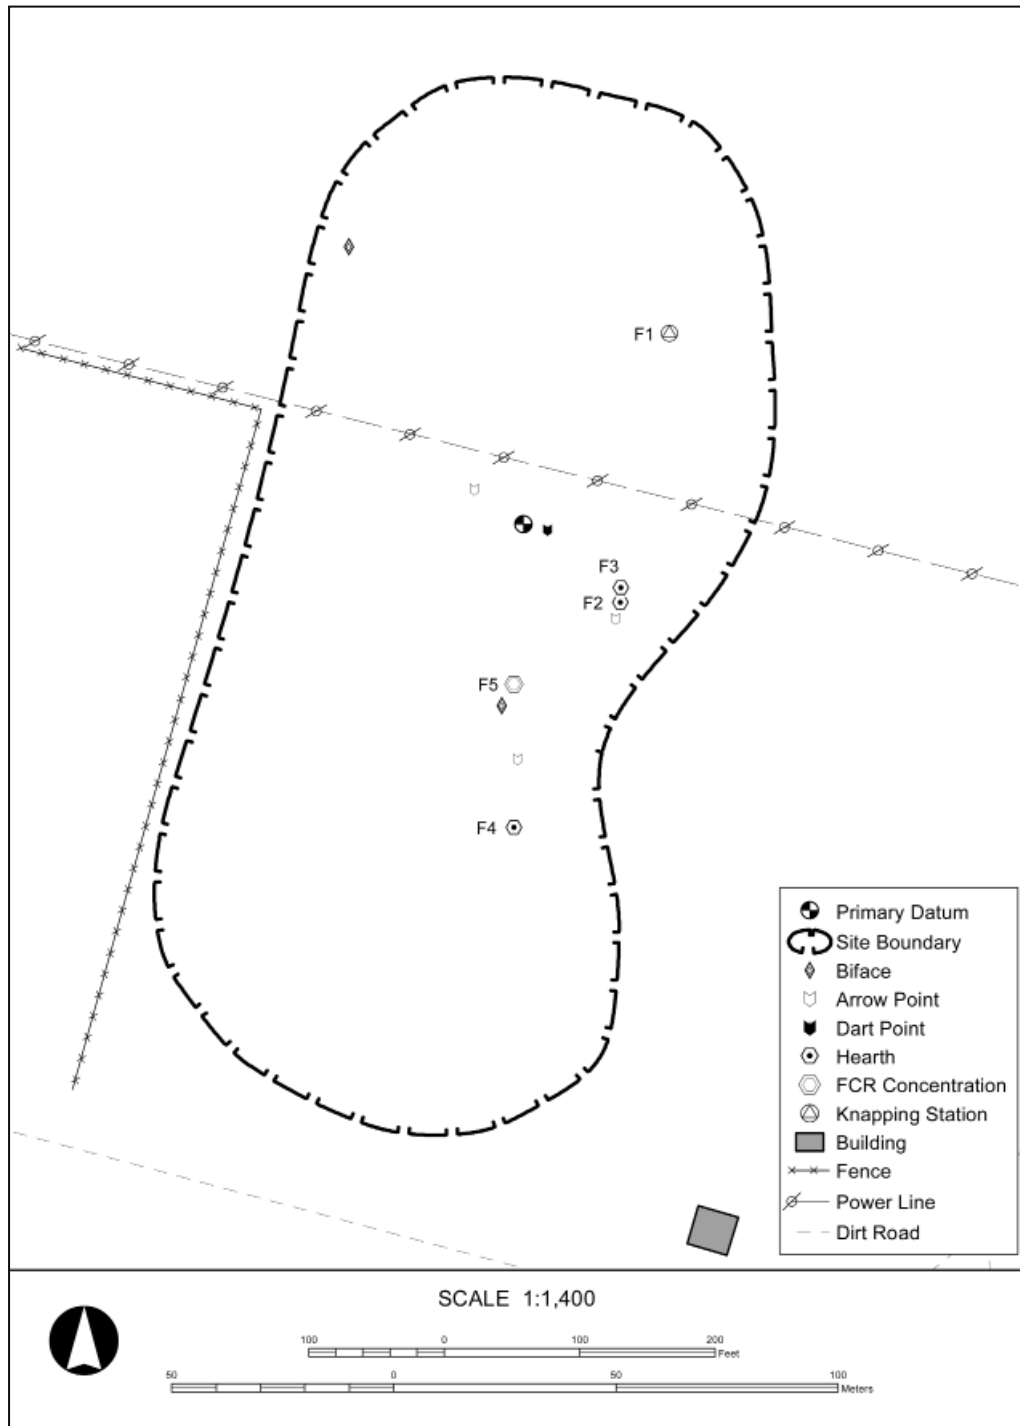 F1
F3
F2
F5
F4
Primary Datum
Site Boundary
Biface
Arrow Point
Dart Point
Hearth
FCR Concentration
Knapping Station
Building
Fence
Power Line
Dirt Road
SCALE 1:1,400
100 0 100 200
Feet
50 0 50 100
Meters